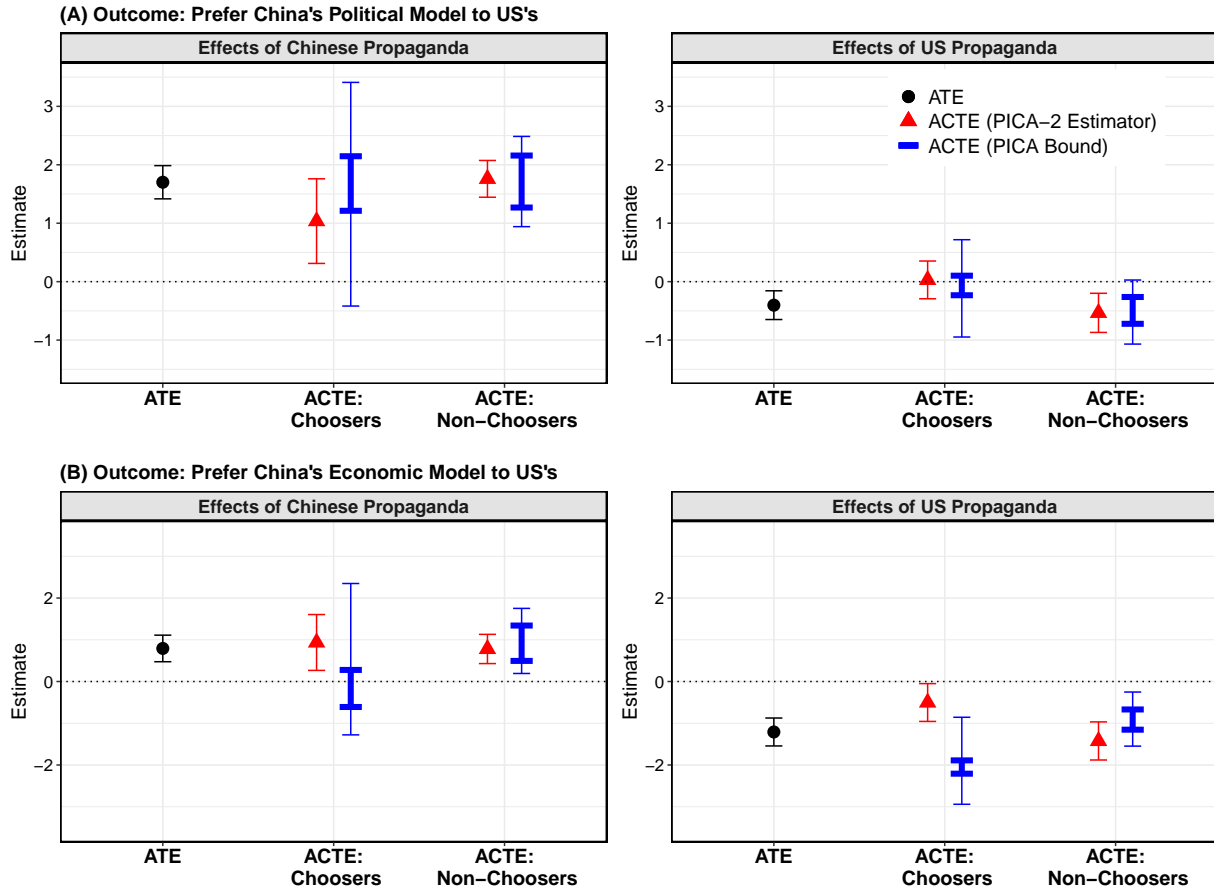 (A) Outcome: Prefer China's Political Model to US's
Effects of Chinese Propaganda
Effects of US Propaganda
ATE
ACTE (PICA−2 Estimator)
ACTE (PICA Bound)
Estimate
3
2
1
0
−1
Estimate
3
2
1
0
−1
ATE
ACTE:
Choosers
ACTE:
Non−Choosers
ATE
ACTE:
Choosers
ACTE:
Non−Choosers
(B) Outcome: Prefer China's Economic Model to US's
Effects of Chinese Propaganda
Effects of US Propaganda
Estimate
2
0
−2
Estimate
2
0
−2
ATE
ACTE:
Choosers
ACTE:
Non−Choosers
ATE
ACTE:
Choosers
ACTE:
Non−Choosers